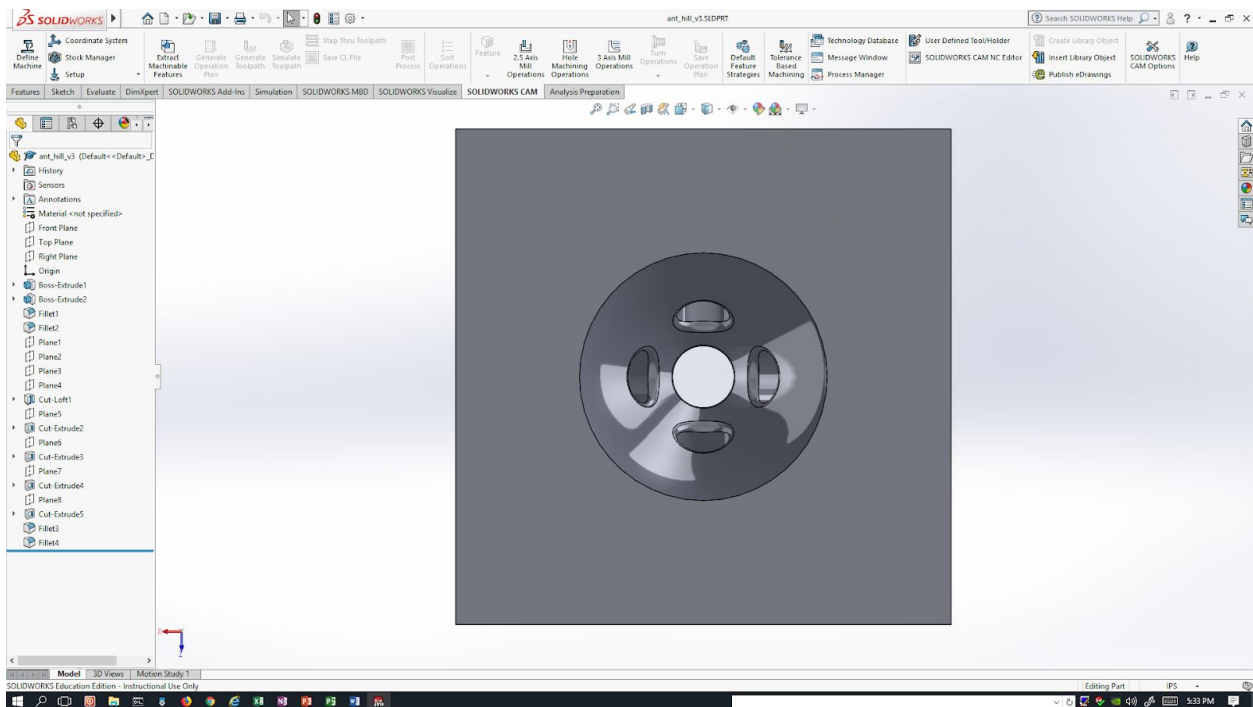 SOLIDWORKS
ant_hill_v3.SLDPRT
Search SOLIDWORKS Help
Define Machine
Coordinate System
Stock Manager
Setup
Extract Machinable Features
Generate Operation Plan
Generate Toolpath
Simulate Toolpath
Step Thru Toolpath
Save CL File
Post Process
Sort Operations
Feature
2.5 Axis Mill Operations
Hole Machining Operations
3 Axis Mill Operations
Turn Operations
Save Operation Plan
Default Feature Strategies
Tolerance Based Machining
Technology Database
Message Window
Process Manager
User Defined Tool/Holder
SOLIDWORKS CAM NC Editor
Create Library Object
Insert Library Object
Publish eDrawings
SOLIDWORKS CAM Options
Help
Features Sketch Evaluate DimXpert SOLIDWORKS Add-Ins Simulation SOLIDWORKS MBD SOLIDWORKS Visualize SOLIDWORKS CAM Analysis Preparation
ant_hill_v3 (Default<<Default>_D
History
Sensors
Annotations
Material <not specified>
Front Plane
Top Plane
Right Plane
Origin
Boss-Extrude1
Boss-Extrude2
Fillet1
Fillet2
Plane1
Plane2
Plane3
Plane4
Cut-Loft1
Plane5
Cut-Extrude2
Plane6
Cut-Extrude3
Plane7
Cut-Extrude4
Plane8
Cut-Extrude5
Fillet3
Fillet4
X
Z
Model 3D Views Motion Study 1
SOLIDWORKS Education Edition - Instructional Use Only
Editing Part IPS
5:33 PM